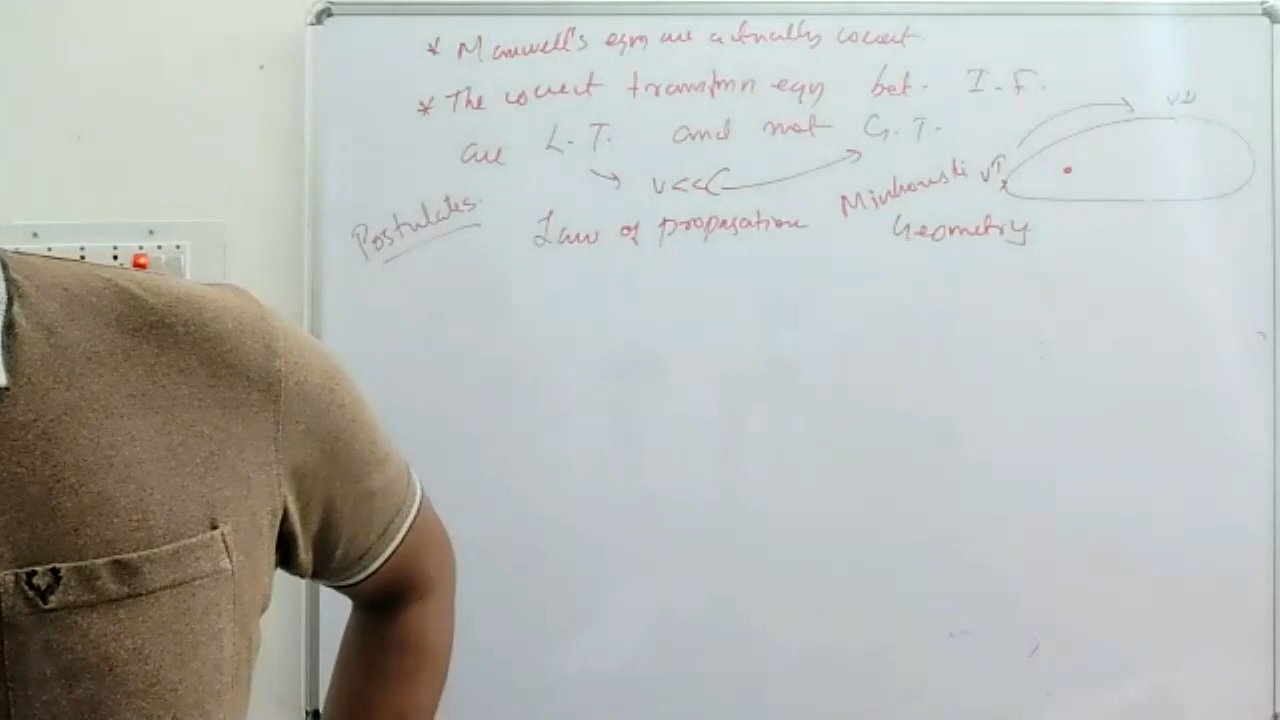 * Maxwell's eqn are actually correct
* The correct transfmn eqn bet. I.F.
are L.T. and not G.T.
v<<C
v↑
v↓
Postulates.
Law of propagation
Minkowski
Geometry